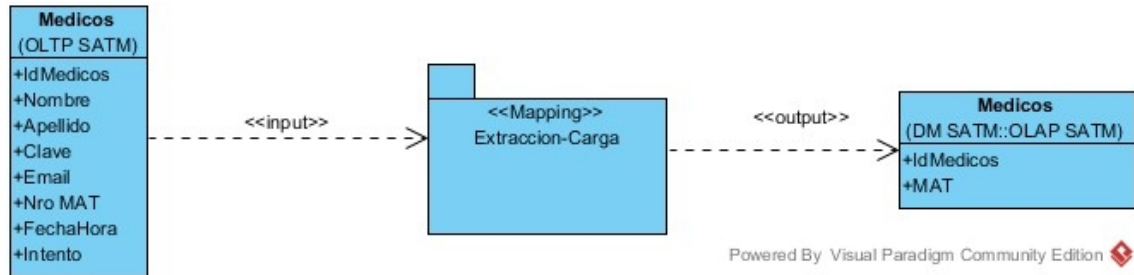 Medicos
(OLTP SATM)
+IdMedicos
+Nombre
+Apellido
+Clave
+Email
+Nro MAT
+FechaHora
+Intento
<<input>>
<<Mapping>>
Extraccion-Carga
<<output>>
Medicos
(DM SATM::OLAP SATM)
+IdMedicos
+MAT
Powered By Visual Paradigm Community Edition